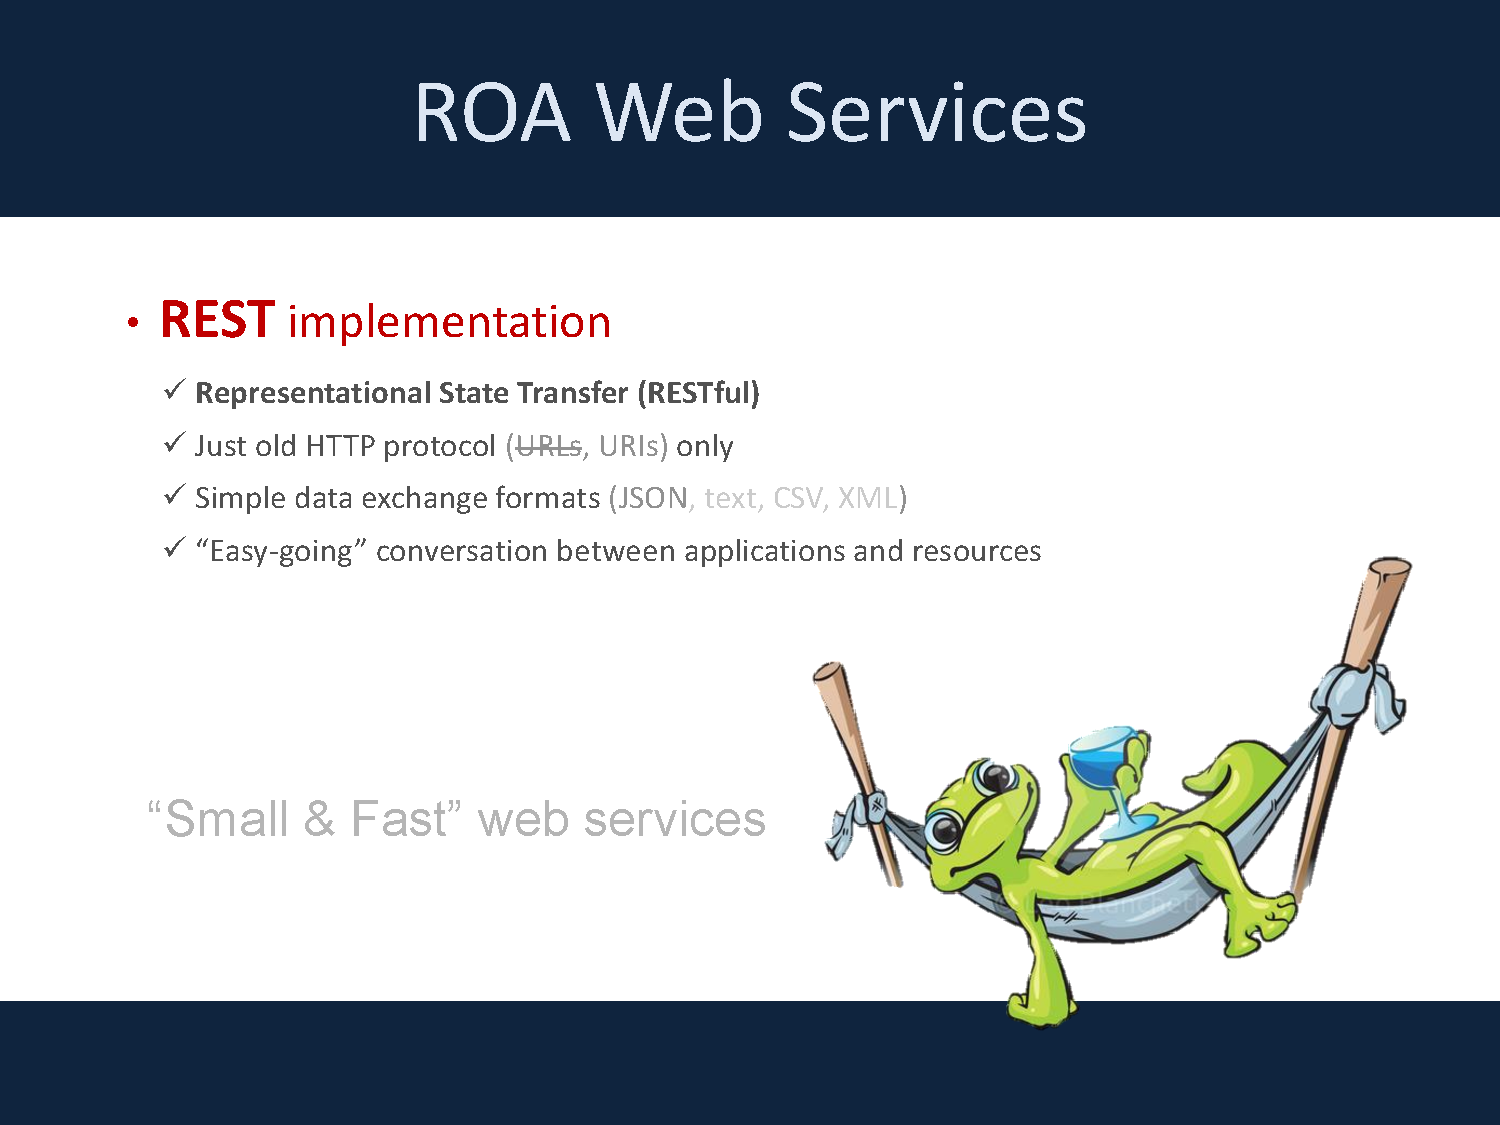 ROA Web Services
• REST implementation
✓ Representational State Transfer (RESTful)
✓ Just old HTTP protocol (URLs, URIs) only
✓ Simple data exchange formats (JSON, text, CSV, XML)
✓ “Easy-going” conversation between applications and resources
“Small & Fast” web services